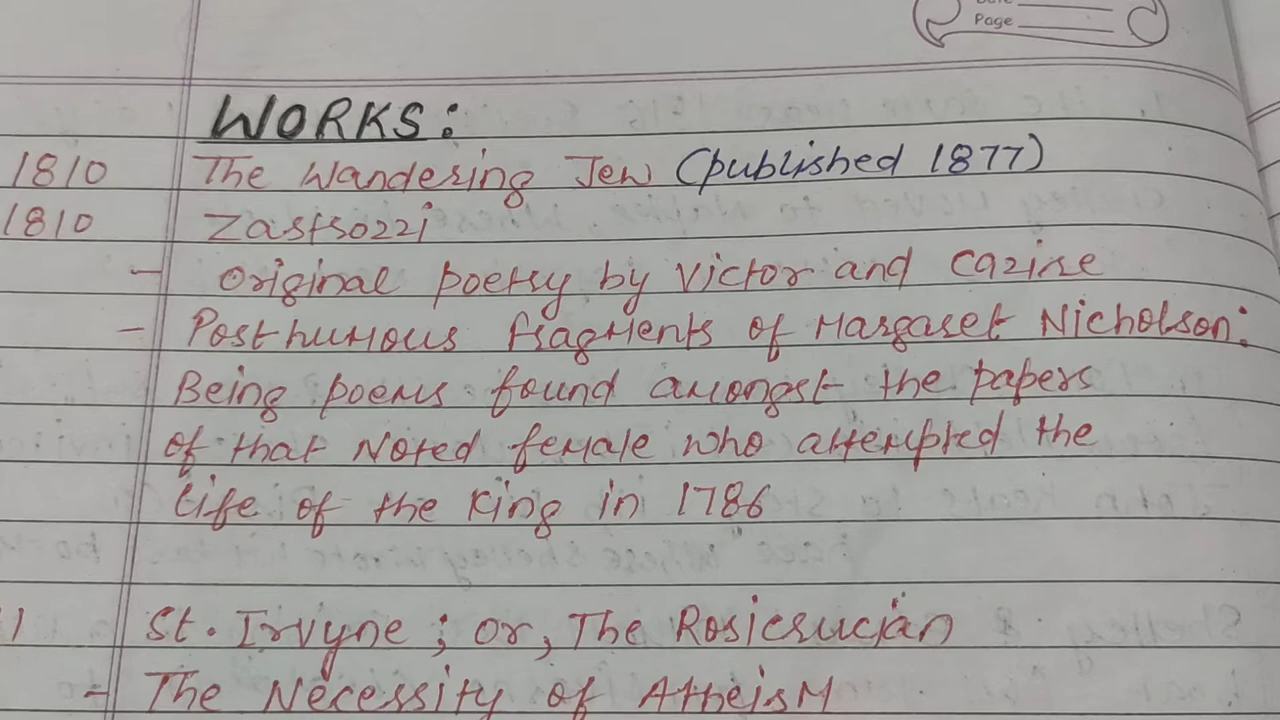 Page
WORKS:
1810 The Wandering Jew (published 1877)
1810 Zastrozzi
- Original poetry by Victor and Cazire
- Posthumous fragments of Margaret Nicholson:
Being poems found amongst the papers
of that Noted female who attempted the
life of the King in 1786
1 St. Irvyne; or, The Rosicrucian
- The Necessity of Atheism